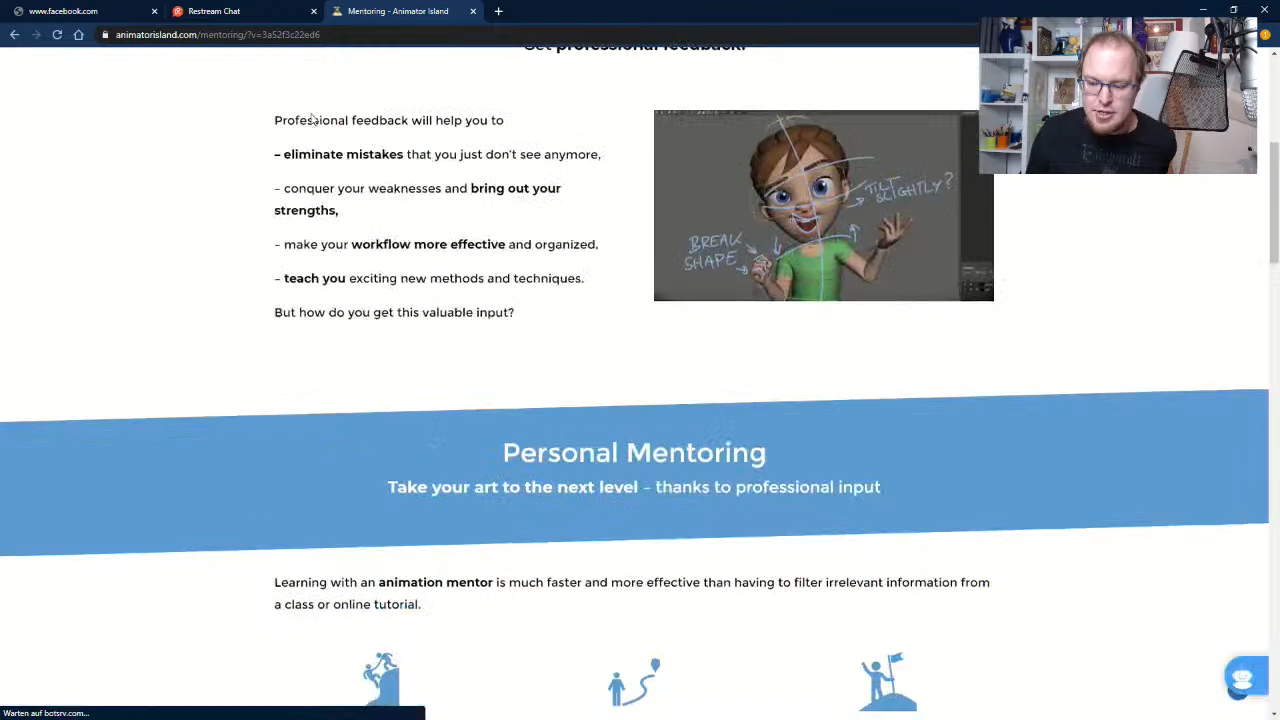 www.facebook.com
Restream Chat
Mentoring - Animator Island
animatorisland.com/mentoring/?v=3a52f3c22ed6
Get professional feedback!
Professional feedback will help you to
– eliminate mistakes that you just don't see anymore,
– conquer your weaknesses and bring out your
strengths,
– make your workflow more effective and organized,
– teach you exciting new methods and techniques.
But how do you get this valuable input?
TILT
SLIGHTLY?
BREAK
SHAPE
Personal Mentoring
Take your art to the next level – thanks to professional input
Learning with an animation mentor is much faster and more effective than having to filter irrelevant information from
a class or online tutorial.
Warten auf botsrv.com...